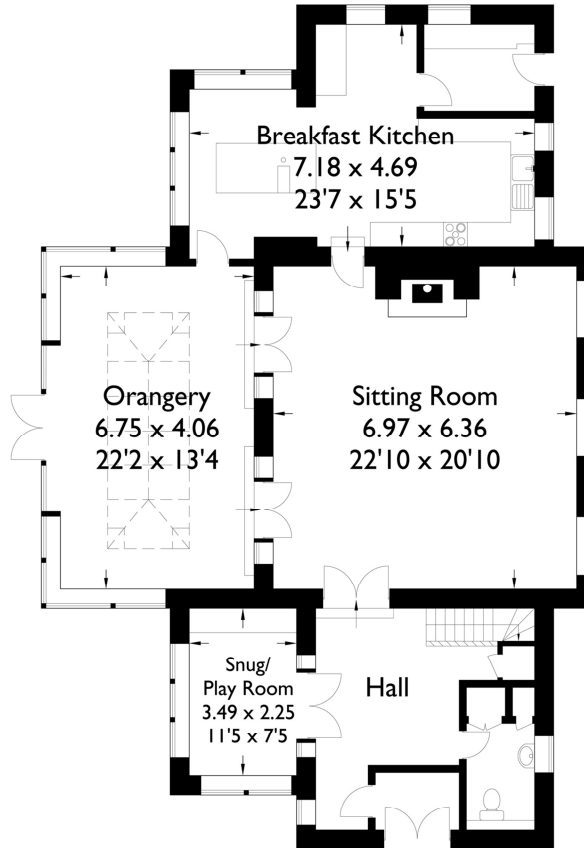 Breakfast Kitchen
7.18 x 4.69
23'7 x 15'5
Orangery
6.75 x 4.06
22'2 x 13'4
Sitting Room
6.97 x 6.36
22'10 x 20'10
Snug/
Play Room
3.49 x 2.25
11'5 x 7'5
Hall